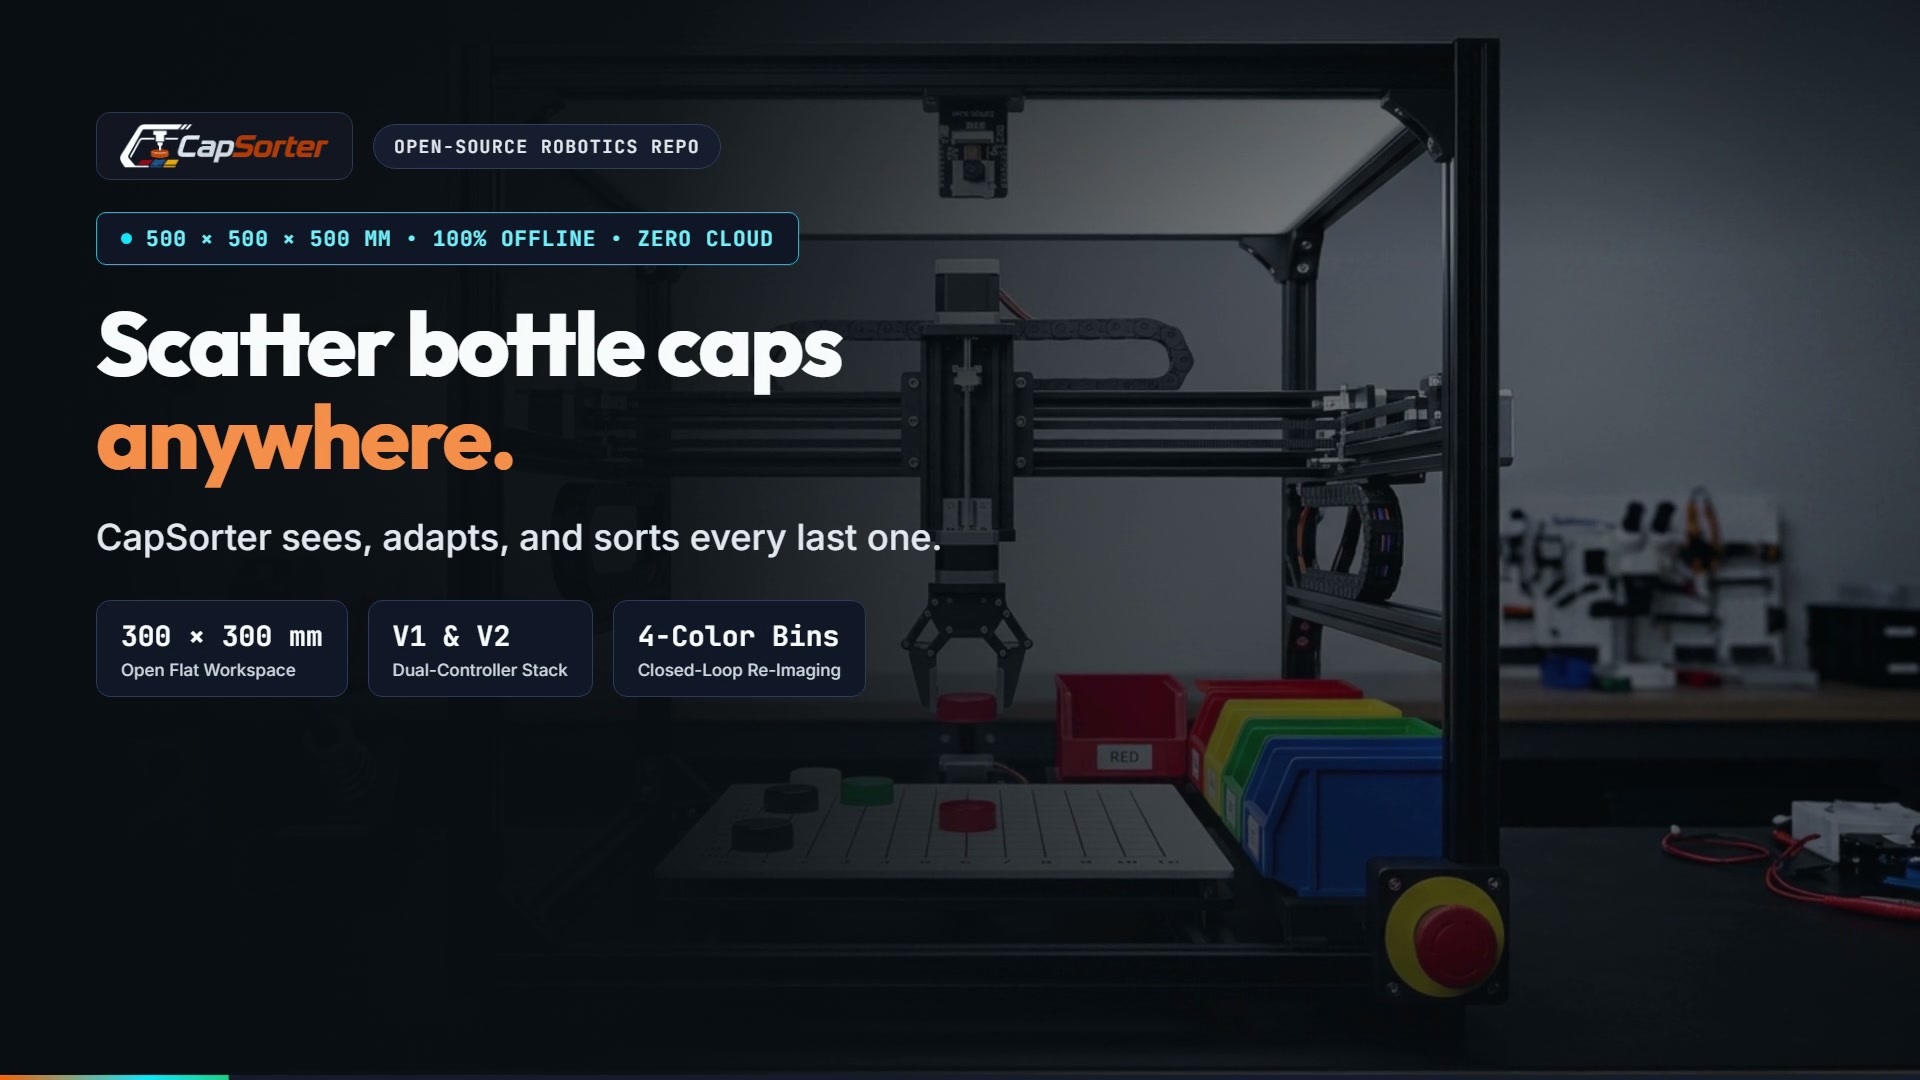 CapSorter
OPEN-SOURCE ROBOTICS REPO
500 × 500 × 500 MM • 100% OFFLINE • ZERO CLOUD
Scatter bottle caps
anywhere.
CapSorter sees, adapts, and sorts every last one.
300 × 300 mm
Open Flat Workspace
V1 & V2
Dual-Controller Stack
4-Color Bins
Closed-Loop Re-Imaging
RED